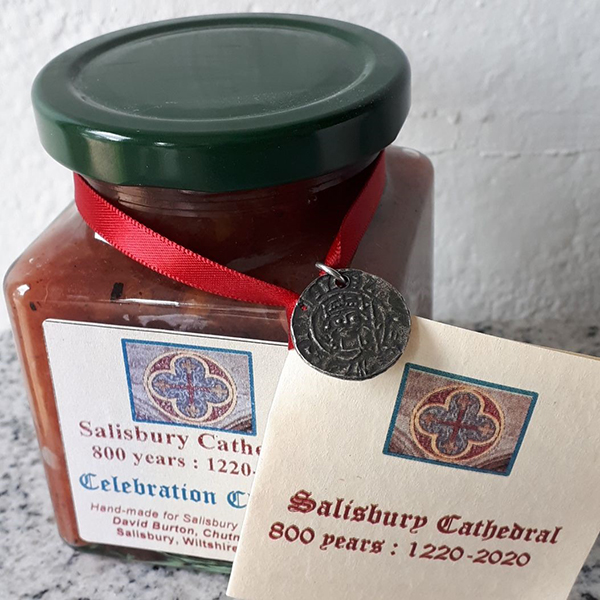 Salisbury Cathe
800 years : 1220-
Celebration C
Hand-made for Salisbury
David Burton, Chutn
Salisbury, Wiltshire
Salisbury Cathedral
800 years : 1220-2020